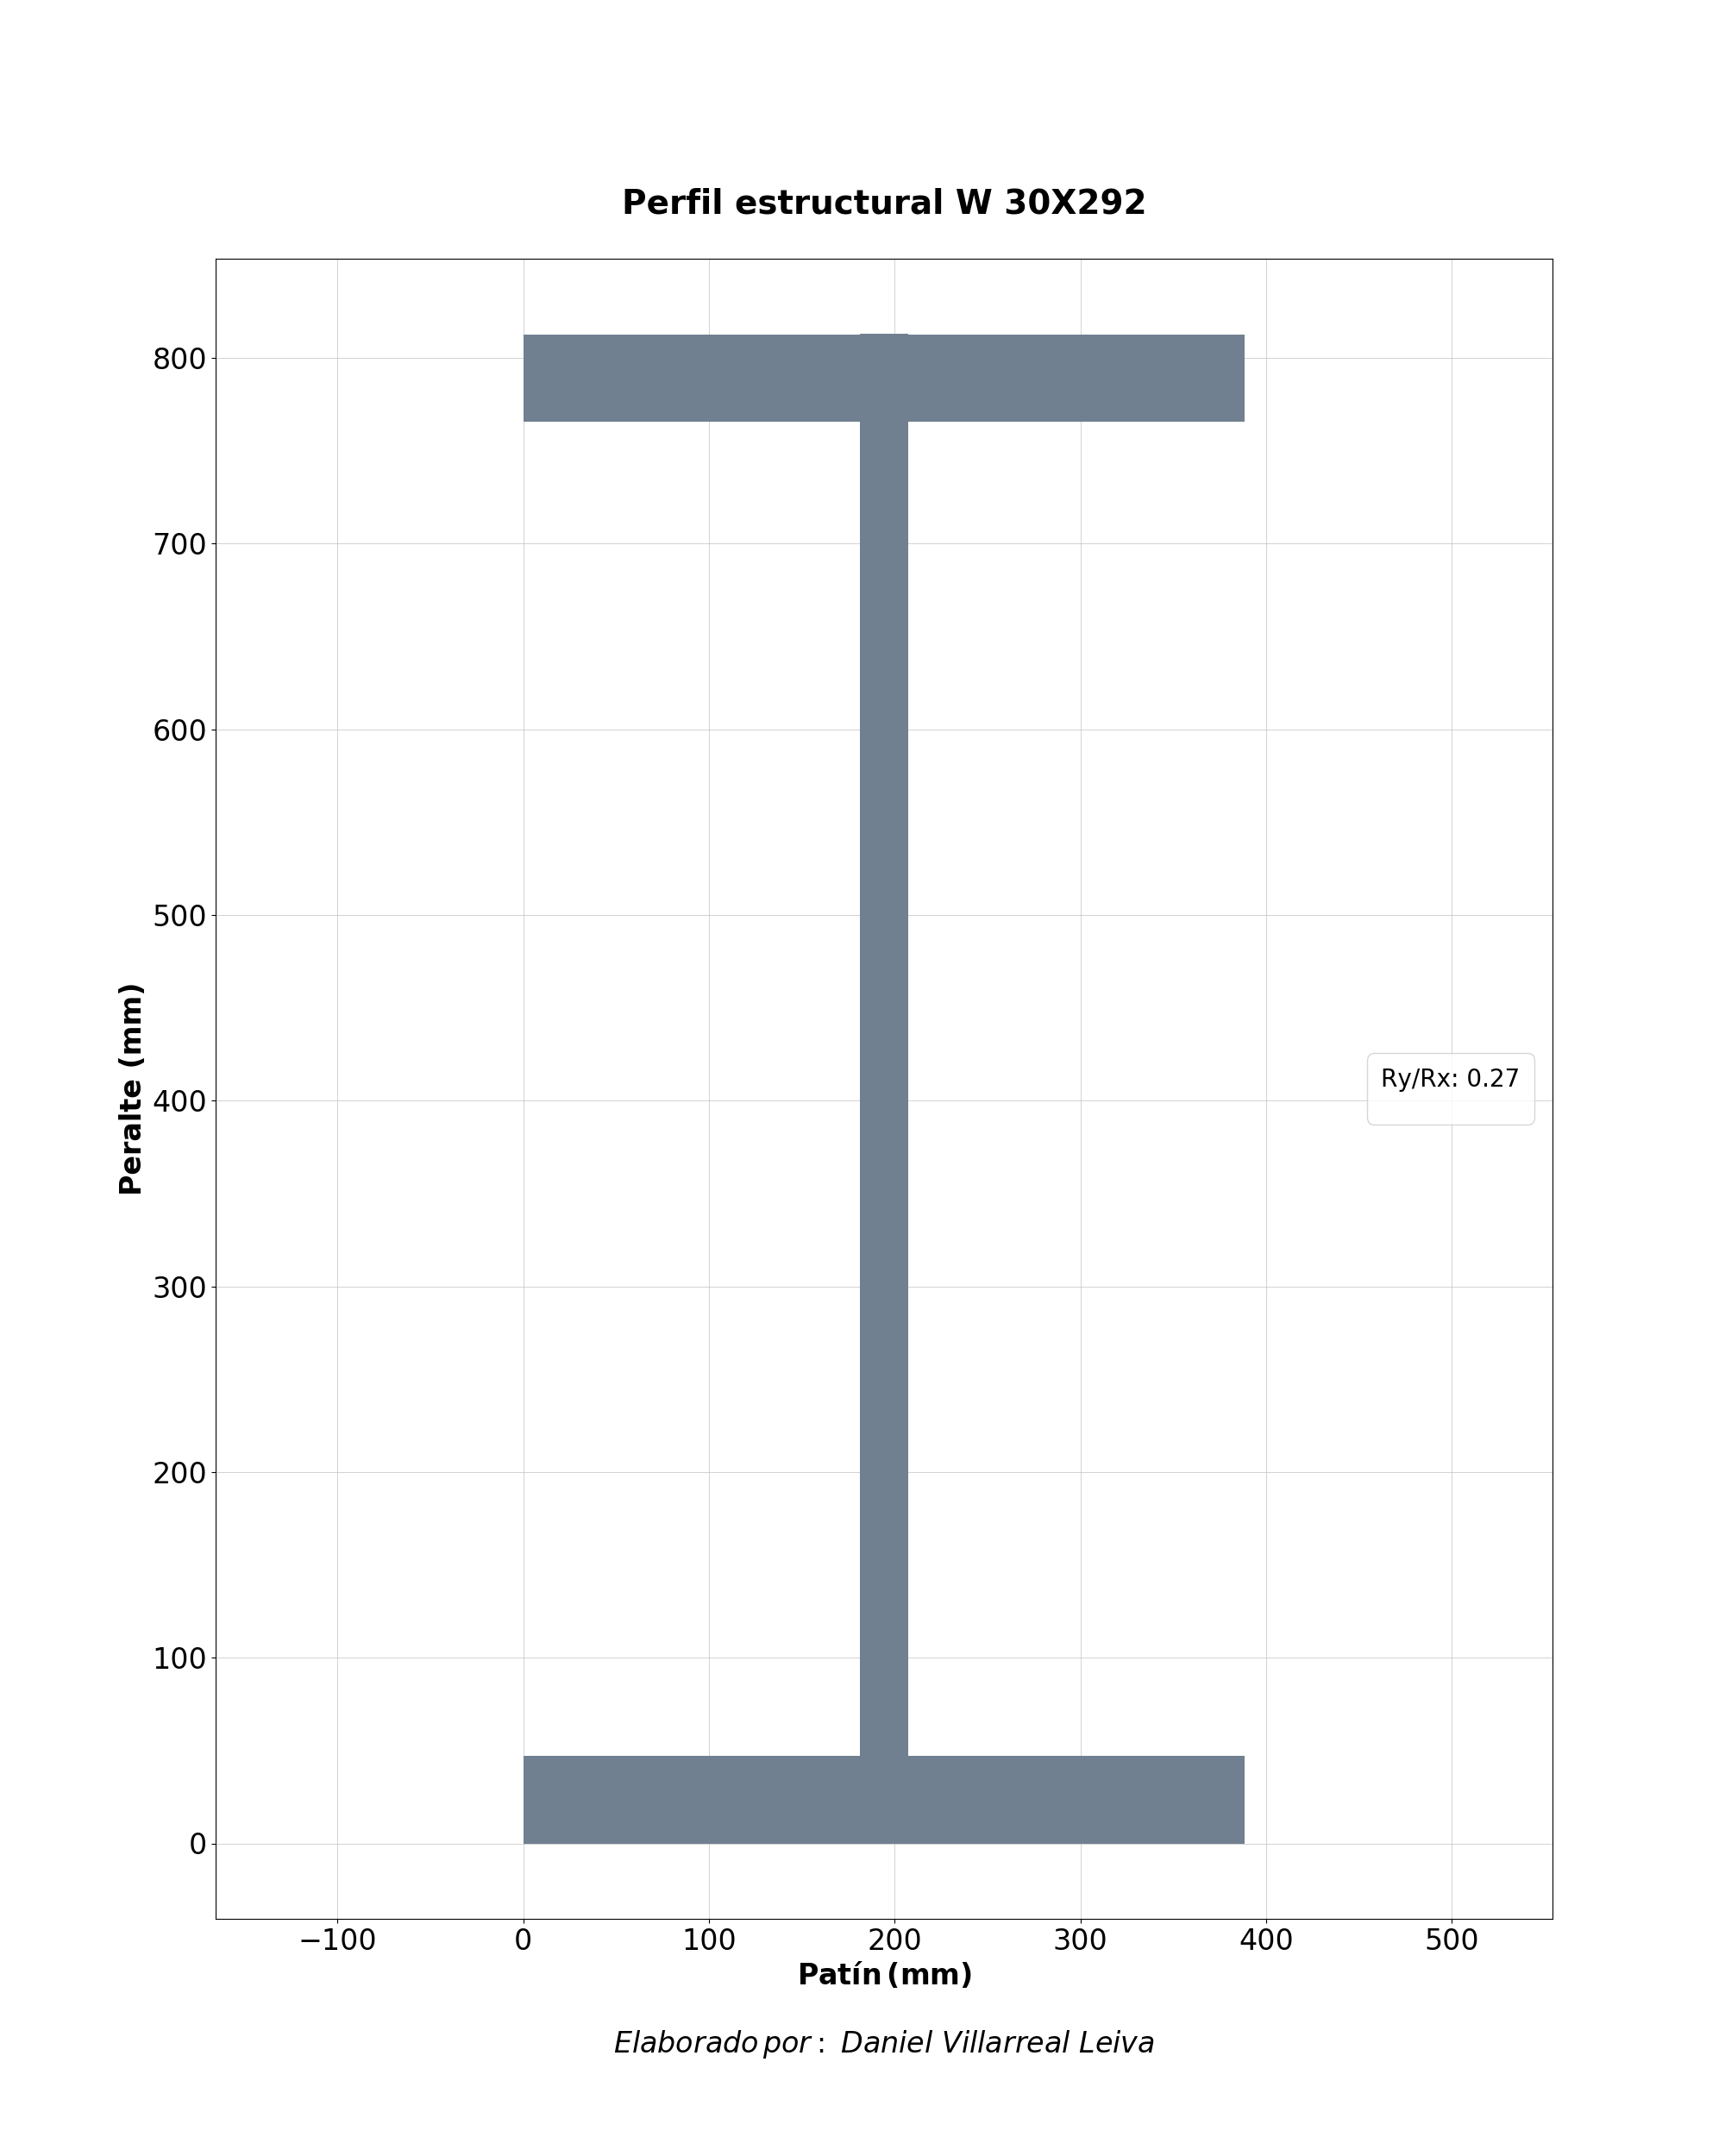 Perfil estructural W 30X292
800
700
600
500
400
300
200
100
0
Peralte (mm)
Ry/Rx: 0.27
−100 0 100 200 300 400 500
Patín (mm)
Elaborado por: Daniel Villarreal Leiva